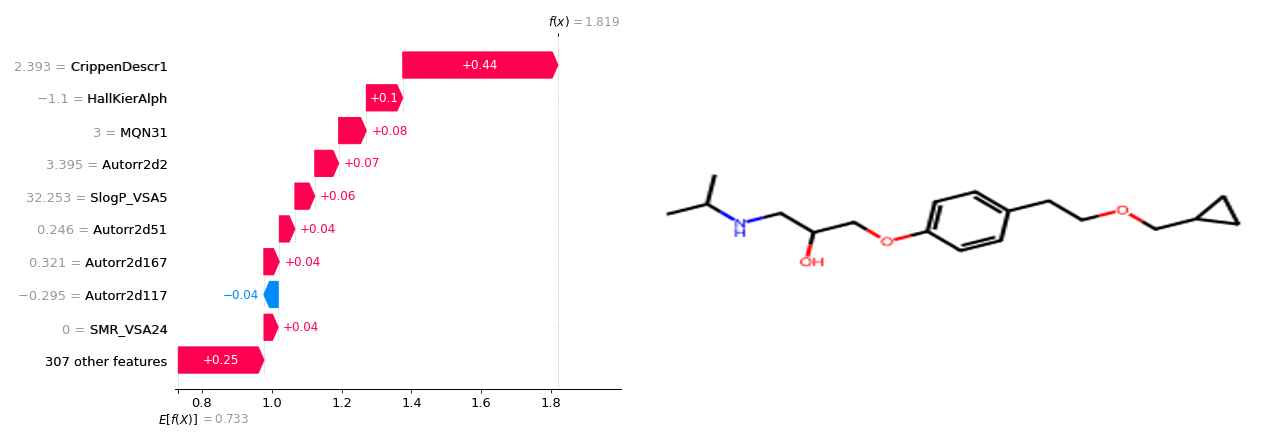 f(x) = 1.819
2.393 = CrippenDescr1
+0.44
−1.1 = HallKierAlph
+0.1
3 = MQN31
+0.08
3.395 = Autorr2d2
+0.07
32.253 = SlogP_VSA5
+0.06
0.246 = Autorr2d51
+0.04
0.321 = Autorr2d167
+0.04
−0.295 = Autorr2d117
−0.04
0 = SMR_VSA24
+0.04
307 other features
+0.25
0.8 1.0 1.2 1.4 1.6 1.8
E[f(X)] = 0.733
N
H
OH
O
O